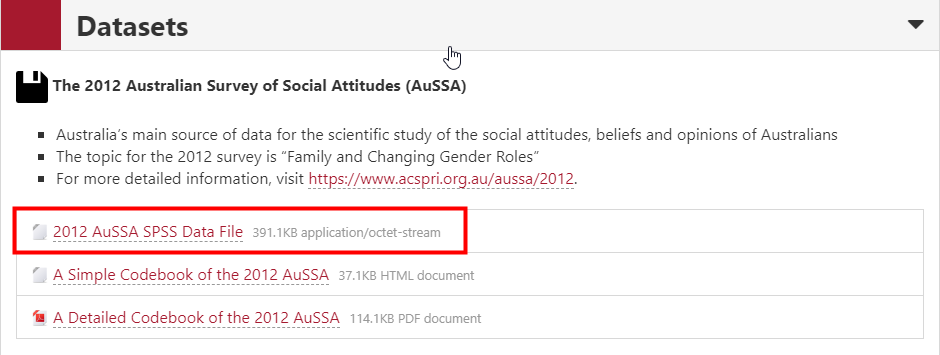 Datasets
The 2012 Australian Survey of Social Attitudes (AuSSA)
Australia's main source of data for the scientific study of the social attitudes, beliefs and opinions of Australians
The topic for the 2012 survey is “Family and Changing Gender Roles”
For more detailed information, visit https://www.acspri.org.au/aussa/2012.
2012 AuSSA SPSS Data File 391.1KB application/octet-stream
A Simple Codebook of the 2012 AuSSA 37.1KB HTML document
A Detailed Codebook of the 2012 AuSSA 114.1KB PDF document